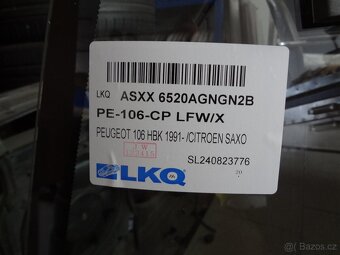 LKQ ASXX 6520AGNGN2B
PE-106-CP LFW/X
PEUGEOT 106 HBK 1991- /CITROEN SAXO
SL240823776
LKQ
Bazos.cz